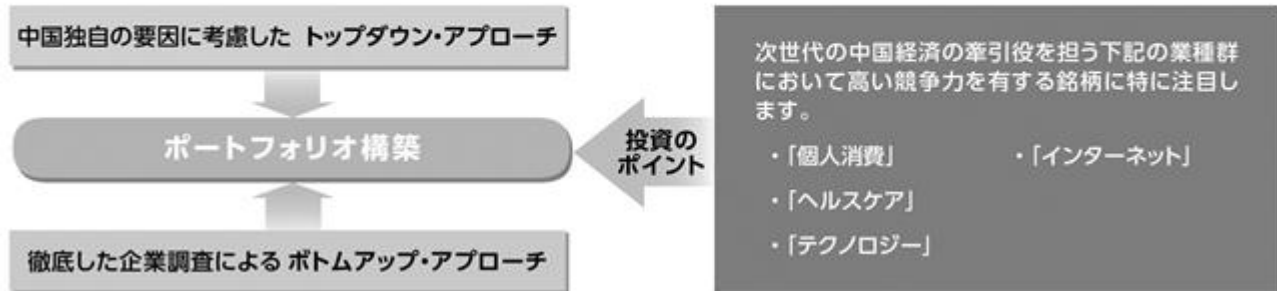 中国独自の要因に考慮した トップダウン・アプローチ
ポートフォリオ構築
徹底した企業調査による ボトムアップ・アプローチ
投資の
ポイント
次世代の中国経済の牽引役を担う下記の業種群
において高い競争力を有する銘柄に特に注目し
ます。
・「個人消費」 ・「インターネット」
・「ヘルスケア」
・「テクノロジー」